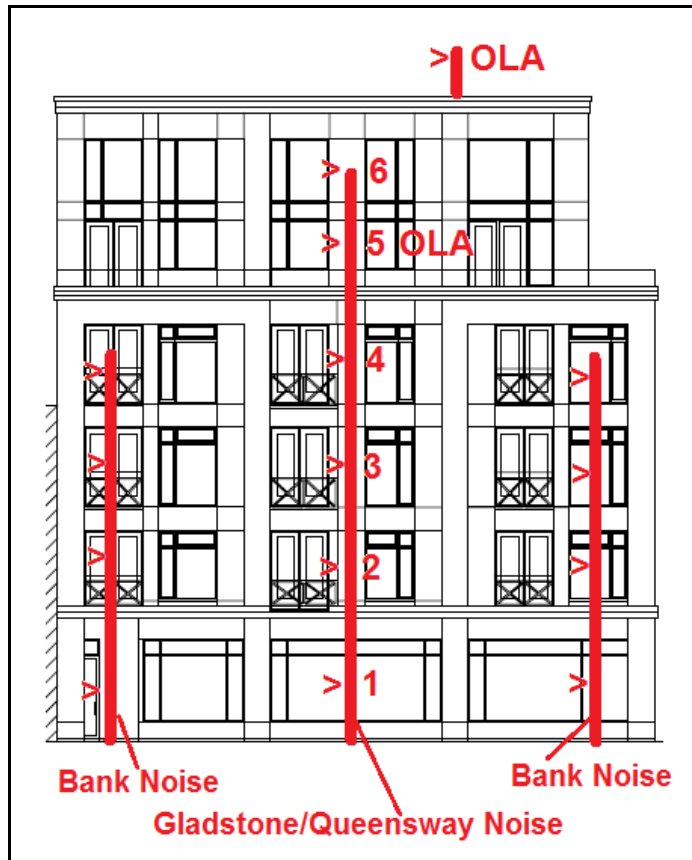 > OLA
> 6
> 5 OLA
> > 4 >
> > 3 >
> > 2 >
> > 1 >
Bank Noise
Bank Noise
Gladstone/Queensway Noise